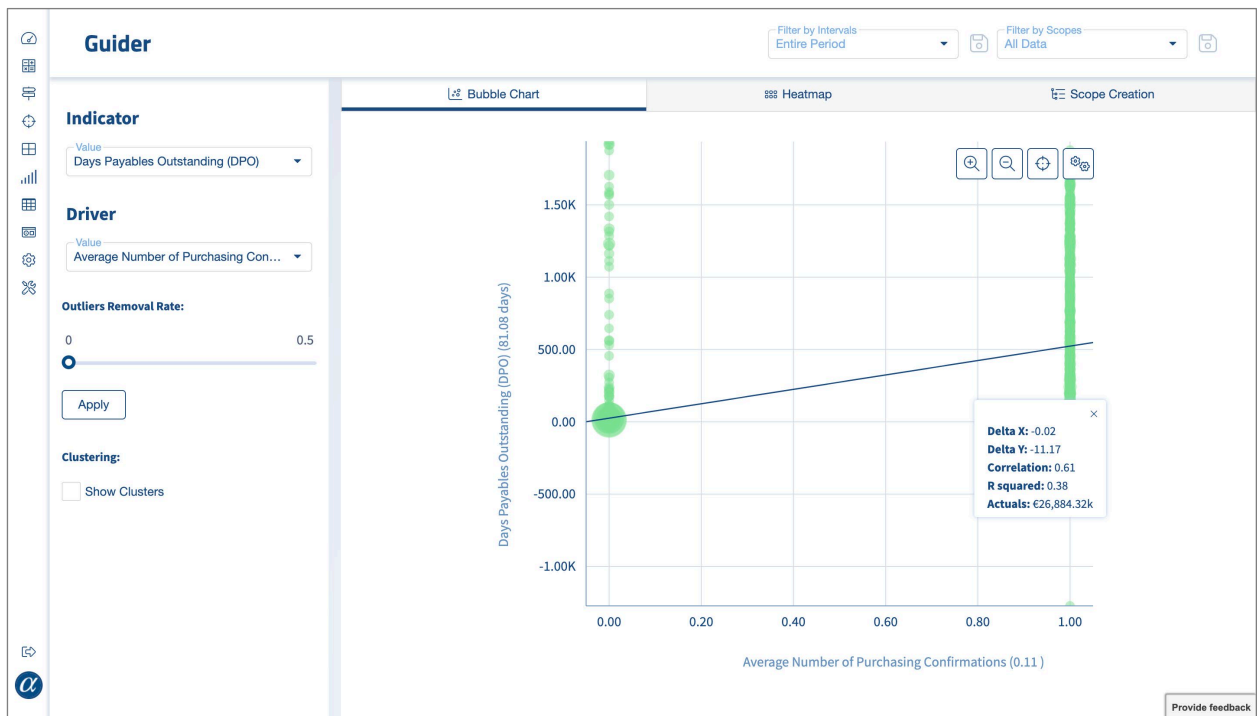 Guider
Filter by Intervals
Entire Period
Filter by Scopes
All Data
Indicator
Value
Days Payables Outstanding (DPO)
Driver
Value
Average Number of Purchasing Con...
Outliers Removal Rate:
0 0.5
Apply
Clustering:
Show Clusters
Bubble Chart
Heatmap
Scope Creation
Days Payables Outstanding (DPO) (81.08 days)
1.50K
1.00K
500.00
0.00
-500.00
-1.00K
Delta X: -0.02
Delta Y: -11.17
Correlation: 0.61
R squared: 0.38
Actuals: €26,884.32k
0.00 0.20 0.40 0.60 0.80 1.00
Average Number of Purchasing Confirmations (0.11 )
α
Provide feedback